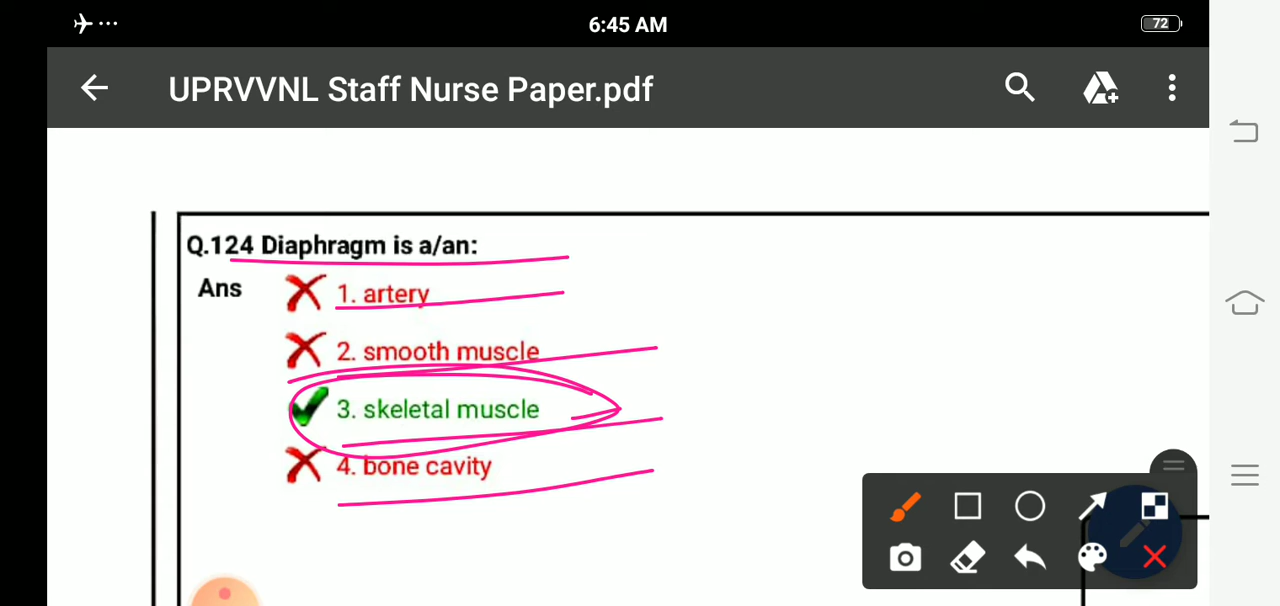 6:45 AM
72
UPRVVNL Staff Nurse Paper.pdf
Q.124 Diaphragm is a/an:
Ans 1. artery
2. smooth muscle
3. skeletal muscle
4. bone cavity